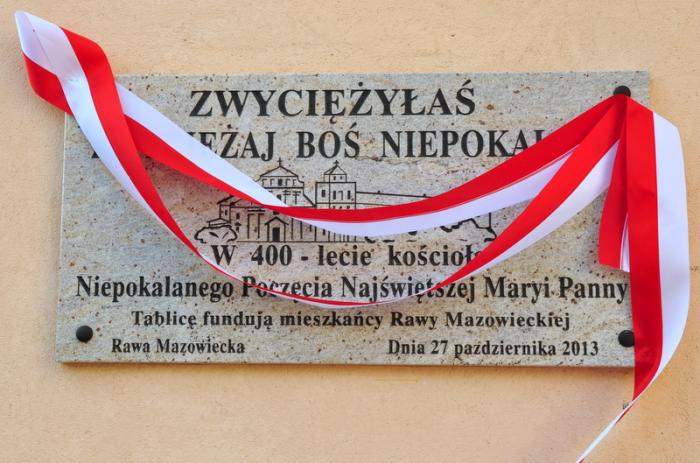 ZWYCIĘŻYŁAŚ
BOŚ
W 400 - lecie
Niepokalanego Poczęcia Najświętszej Maryi Panny
Tablicę fundują mieszkańcy Rawy Mazowieckiej
Rawa Mazowiecka Dnia 27 października 2013